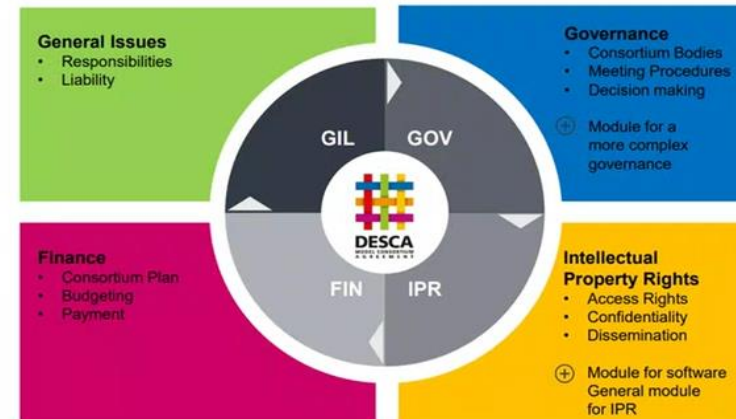 General Issues
• Responsibilities
• Liability
Governance
• Consortium Bodies
• Meeting Procedures
• Decision making
⊕ Module for a
more complex
governance
GIL
GOV
DESCA
MODEL CONSORTIUM
AGREEMENT
FIN
IPR
Finance
• Consortium Plan
• Budgeting
• Payment
Intellectual
Property Rights
• Access Rights
• Confidentiality
• Dissemination
⊕ Module for software
General module
for IPR